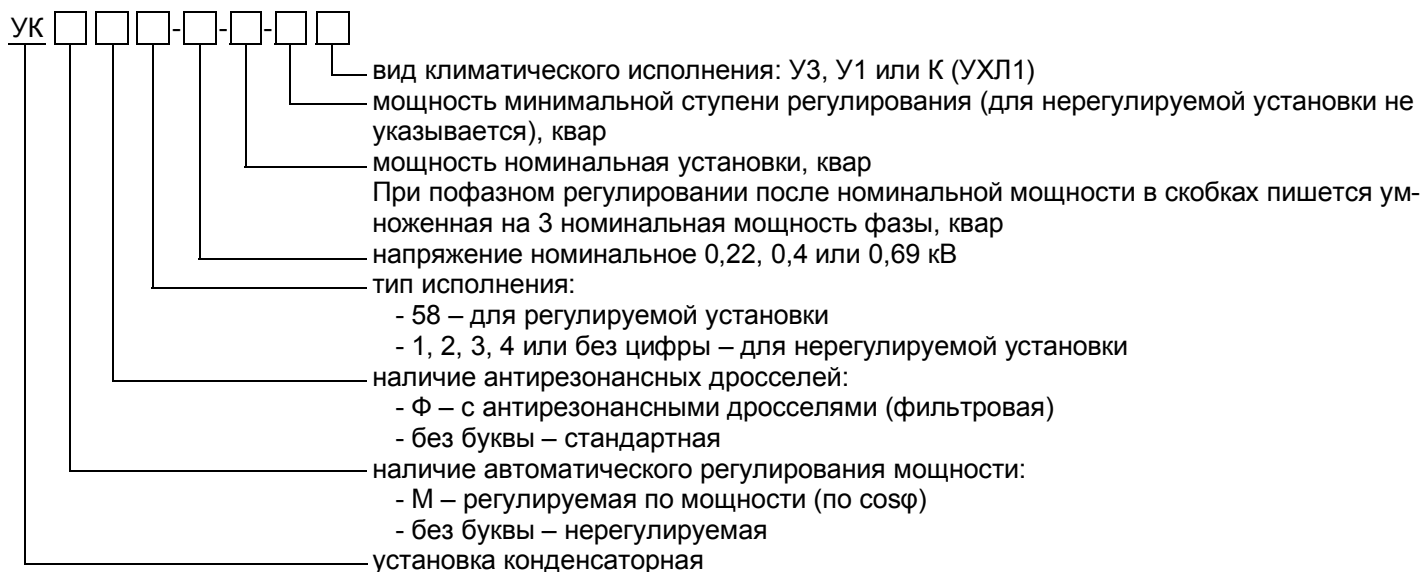 УК - - -
вид климатического исполнения: У3, У1 или К (УХЛ1)
мощность минимальной ступени регулирования (для нерегулируемой установки не
указывается), квар
мощность номинальная установки, квар
При пофазном регулировании после номинальной мощности в скобках пишется ум-
ноженная на 3 номинальная мощность фазы, квар
напряжение номинальное 0,22, 0,4 или 0,69 кВ
тип исполнения:
- 58 – для регулируемой установки
- 1, 2, 3, 4 или без цифры – для нерегулируемой установки
наличие антирезонансных дросселей:
- Ф – с антирезонансными дросселями (фильтровая)
- без буквы – стандартная
наличие автоматического регулирования мощности:
- М – регулируемая по мощности (по cosφ)
- без буквы – нерегулируемая
установка конденсаторная